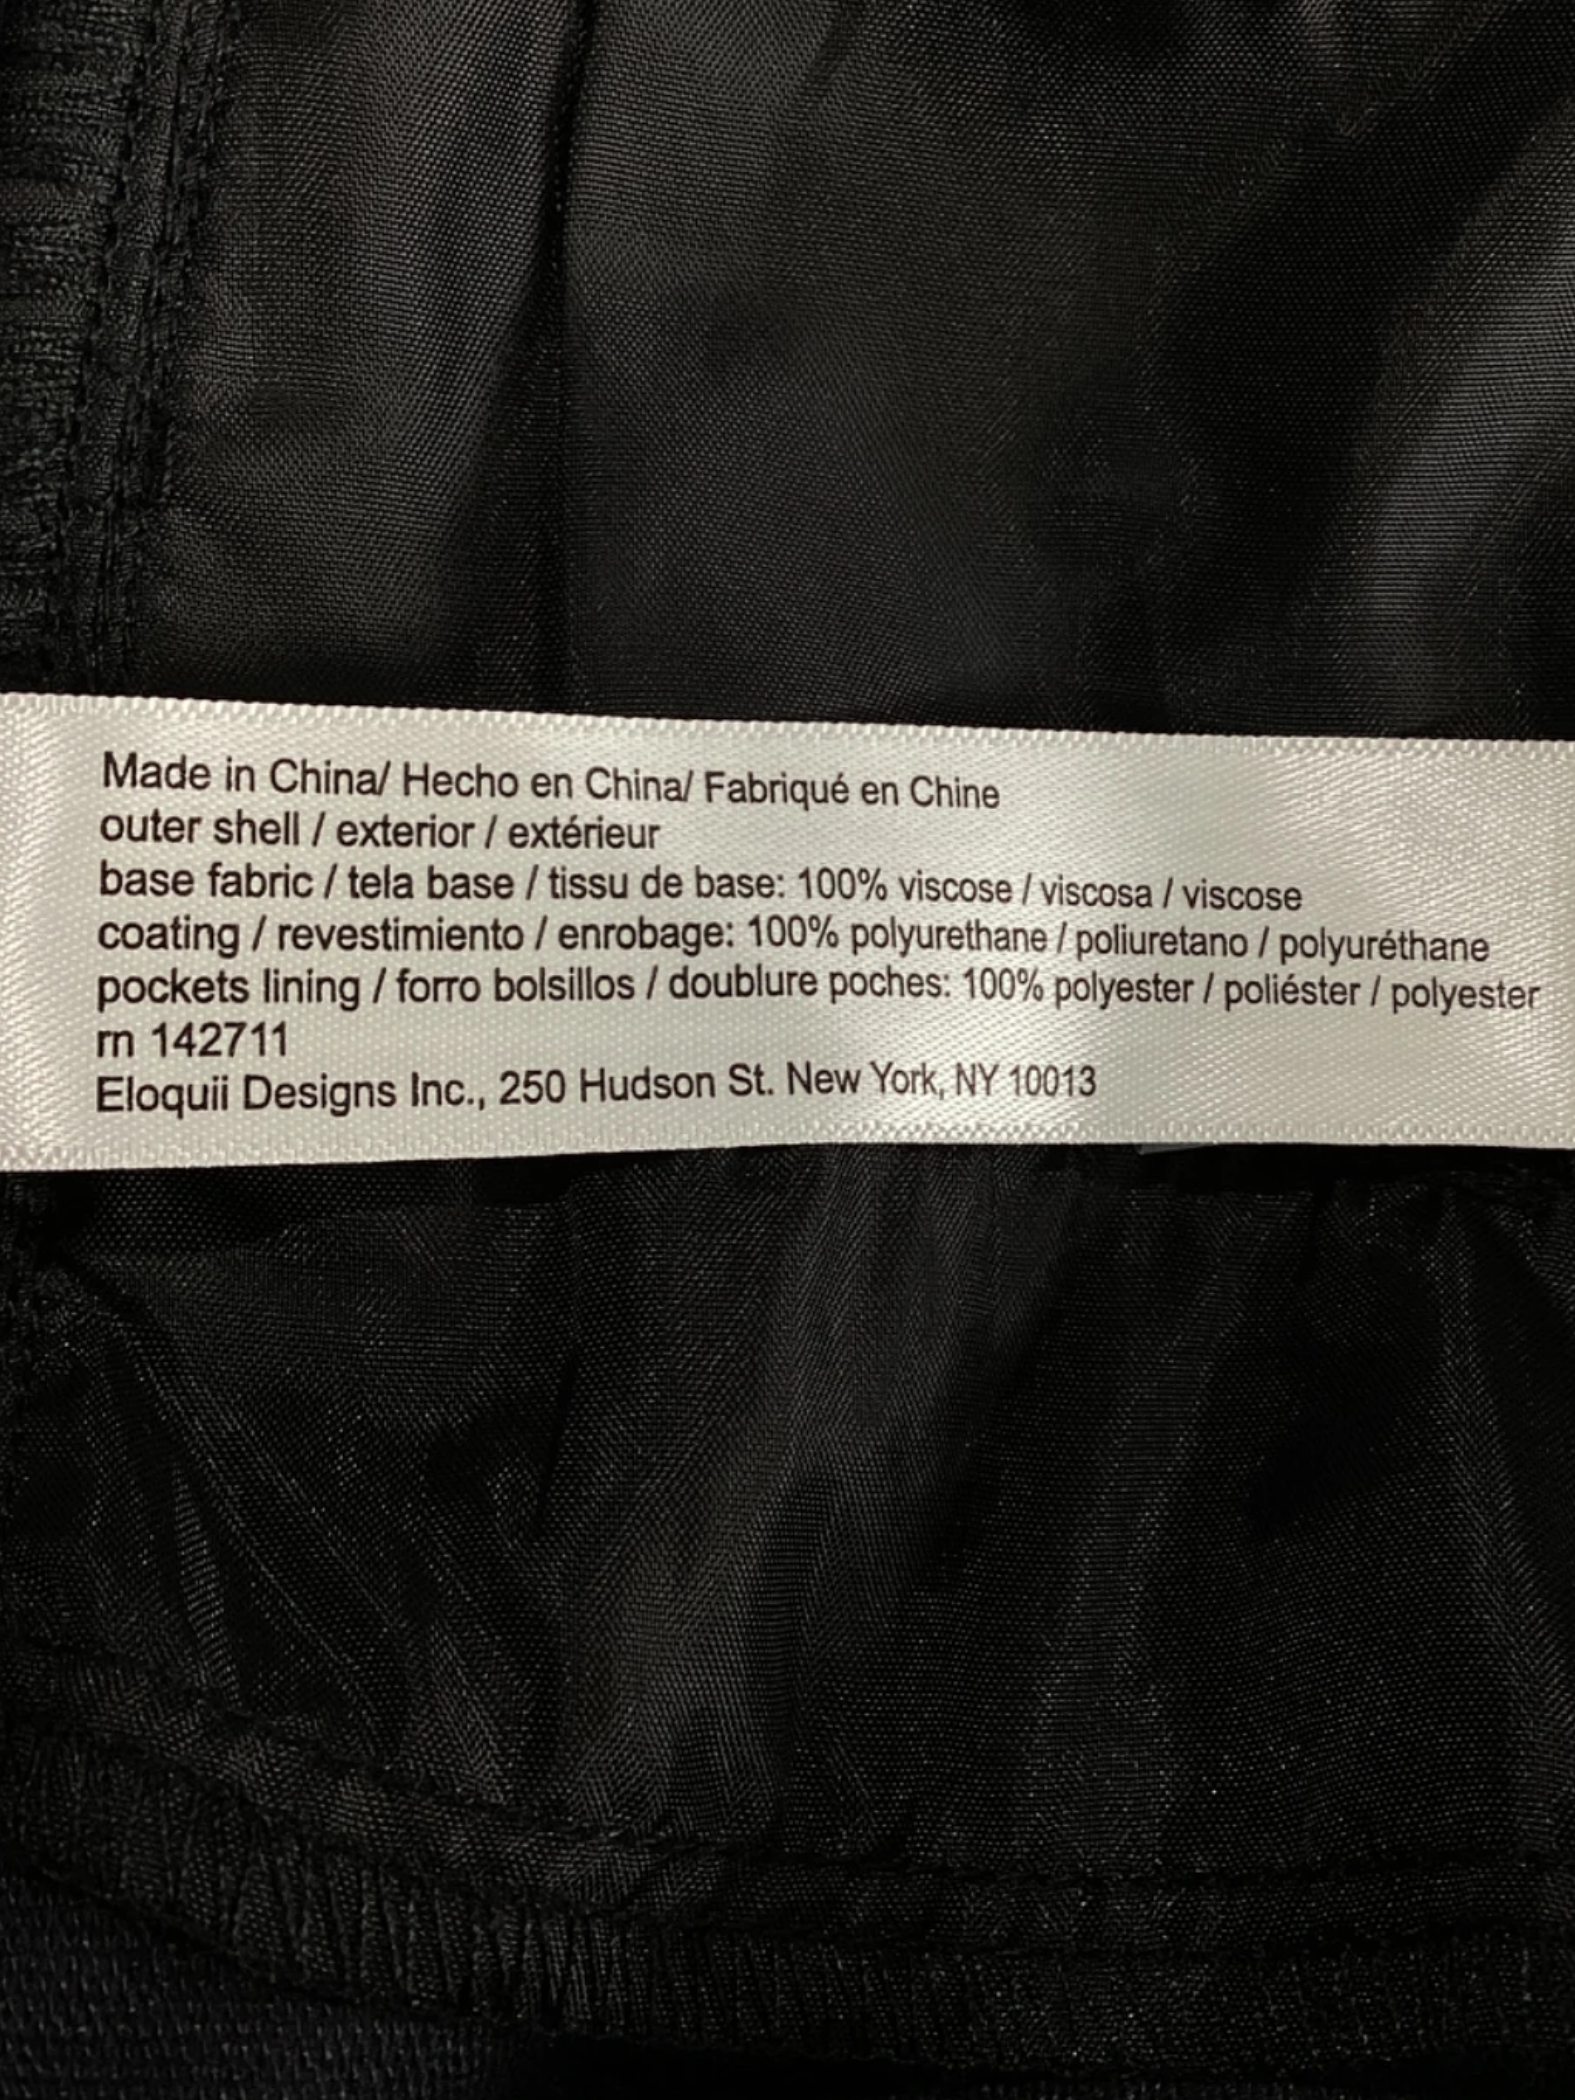 Made in China/ Hecho en China/ Fabriqué en Chine
outer shell / exterior / extérieur
base fabric / tela base / tissu de base: 100% viscose / viscosa / viscose
coating / revestimiento / enrobage: 100% polyurethane / poliuretano / polyuréthane
pockets lining / forro bolsillos / doublure poches: 100% polyester / poliéster / polyester
rn 142711
Eloquii Designs Inc., 250 Hudson St. New York, NY 10013